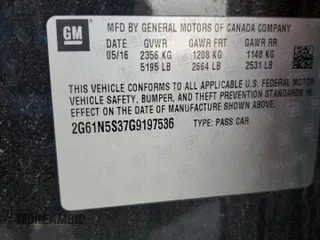 GM
MFD BY GENERAL MOTORS OF CANADA COMPANY
DATE GVWR GAWR FRT GAWR RR
05/16 2356 KG 1208 KG 1148 KG
5195 LB 2664 LB 2531 LB
THIS VEHICLE CONFORMS TO ALL APPLICABLE U.S. FEDERAL MOTOR
VEHICLE SAFETY, BUMPER, AND THEFT PREVENTION STANDARDS IN
EFFECT ON THE DATE OF MANUFACTURE SHOWN ABOVE.
2G61N5S37G9197536 TYPE: PASS CAR